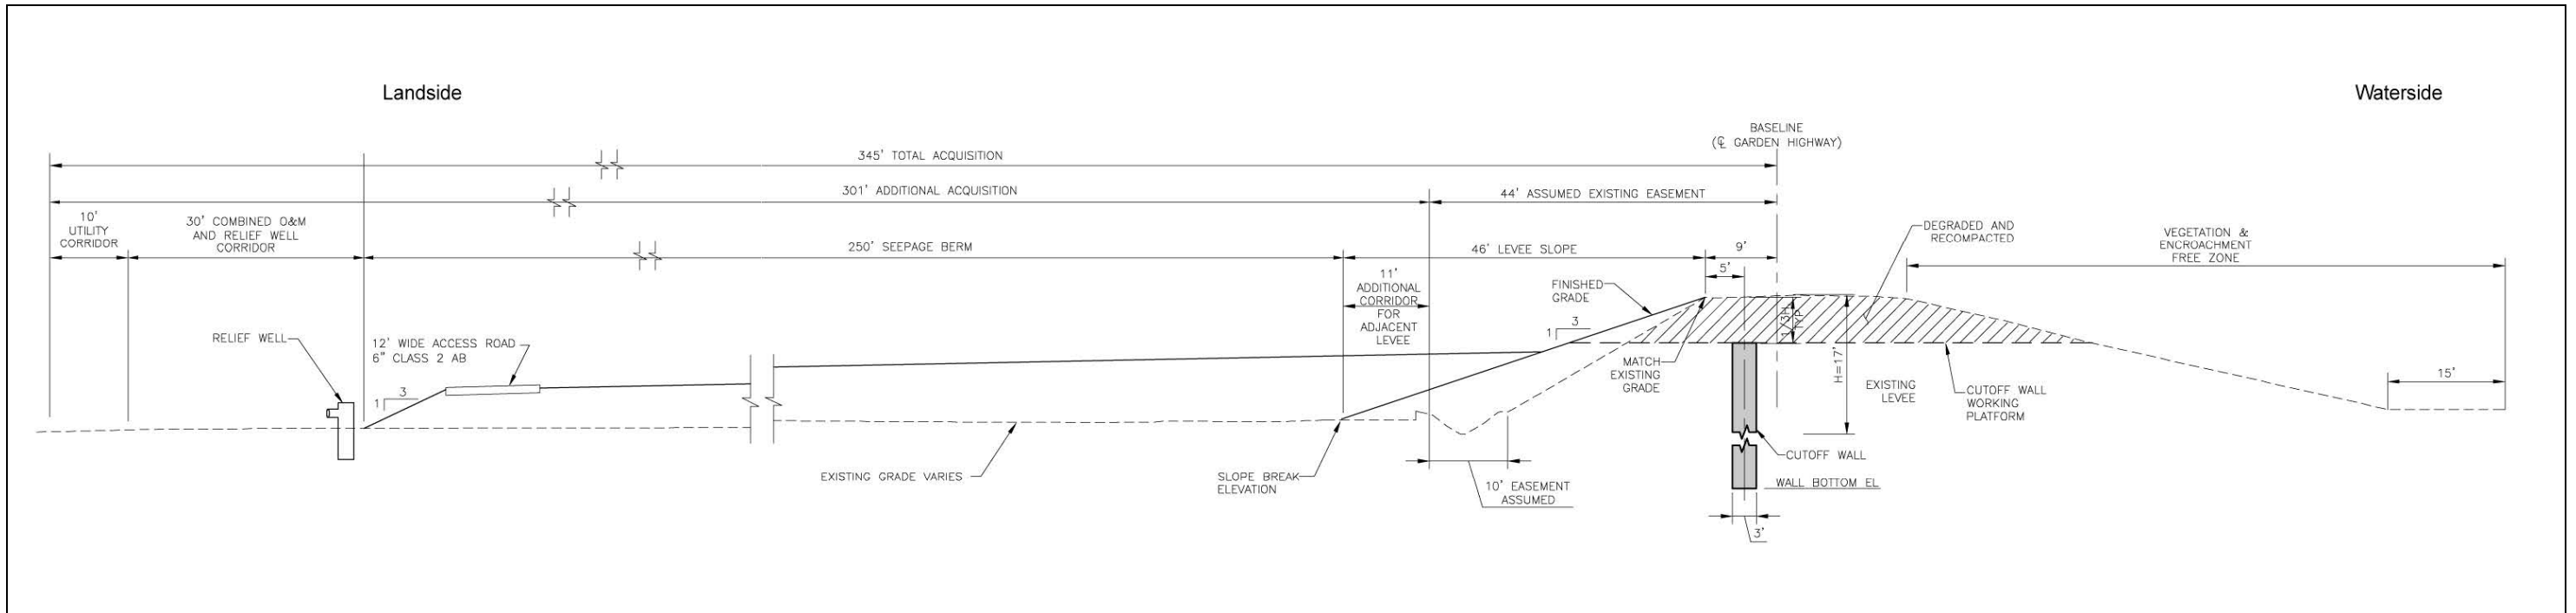 Landside
Waterside
BASELINE
(℄ GARDEN HIGHWAY)
345' TOTAL ACQUISITION
301' ADDITIONAL ACQUISITION
44' ASSUMED EXISTING EASEMENT
10'
UTILITY
CORRIDOR
30' COMBINED O&M
AND RELIEF WELL
CORRIDOR
250' SEEPAGE BERM
46' LEVEE SLOPE
9'
5'
DEGRADED AND
RECOMPACTED
VEGETATION &
ENCROACHMENT
FREE ZONE
11'
ADDITIONAL
CORRIDOR
FOR
ADJACENT
LEVEE
FINISHED
GRADE
3
1
1/3H
TYP
RELIEF WELL
12' WIDE ACCESS ROAD
6" CLASS 2 AB
3
1
MATCH
EXISTING
GRADE
H=17'
EXISTING
LEVEE
CUTOFF WALL
WORKING
PLATFORM
15'
EXISTING GRADE VARIES
SLOPE BREAK
ELEVATION
10' EASEMENT
ASSUMED
CUTOFF WALL
WALL BOTTOM EL
3'